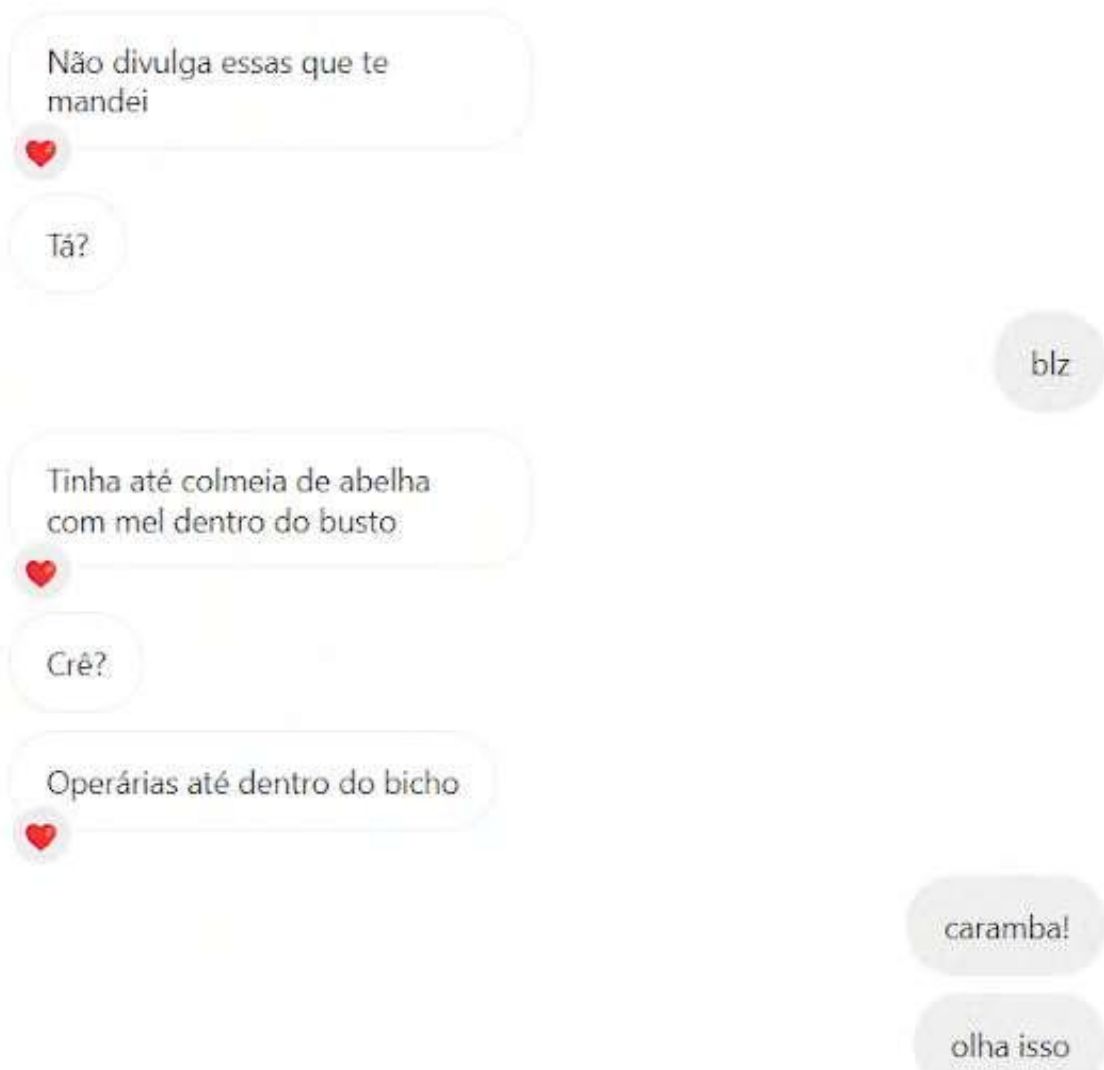 Não divulga essas que te
mandei
Tá?
blz
Tinha até colmeia de abelha
com mel dentro do busto
Crê?
Operárias até dentro do bicho
caramba!
olha isso